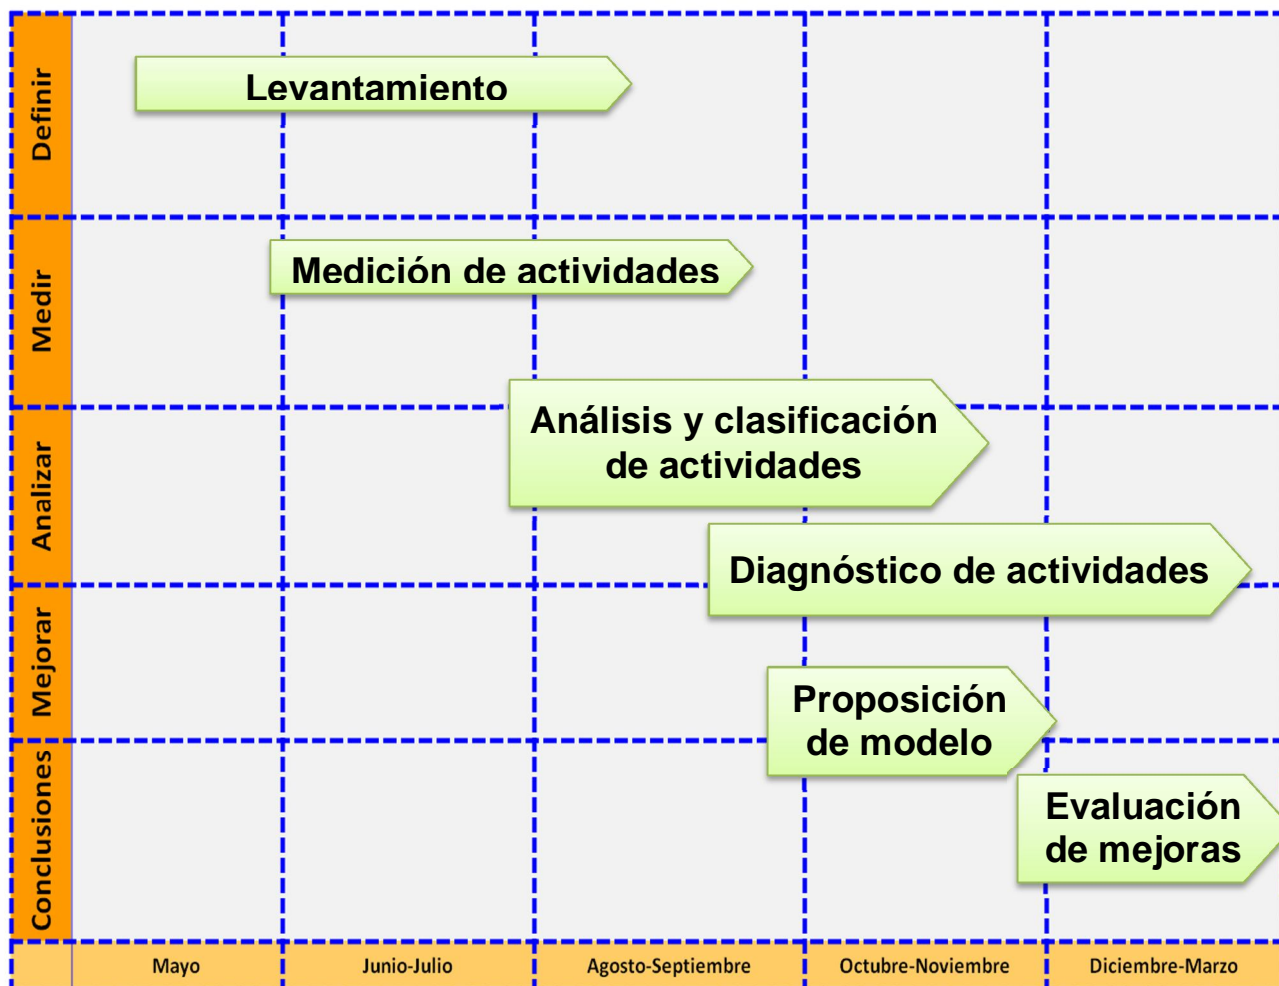 Definir
Levantamiento
Medir
Medición de actividades
Analizar
Análisis y clasificación
de actividades
Diagnóstico de actividades
Mejorar
Proposición
de modelo
Conclusiones
Evaluación
de mejoras
Mayo
Junio-Julio
Agosto-Septiembre
Octubre-Noviembre
Diciembre-Marzo